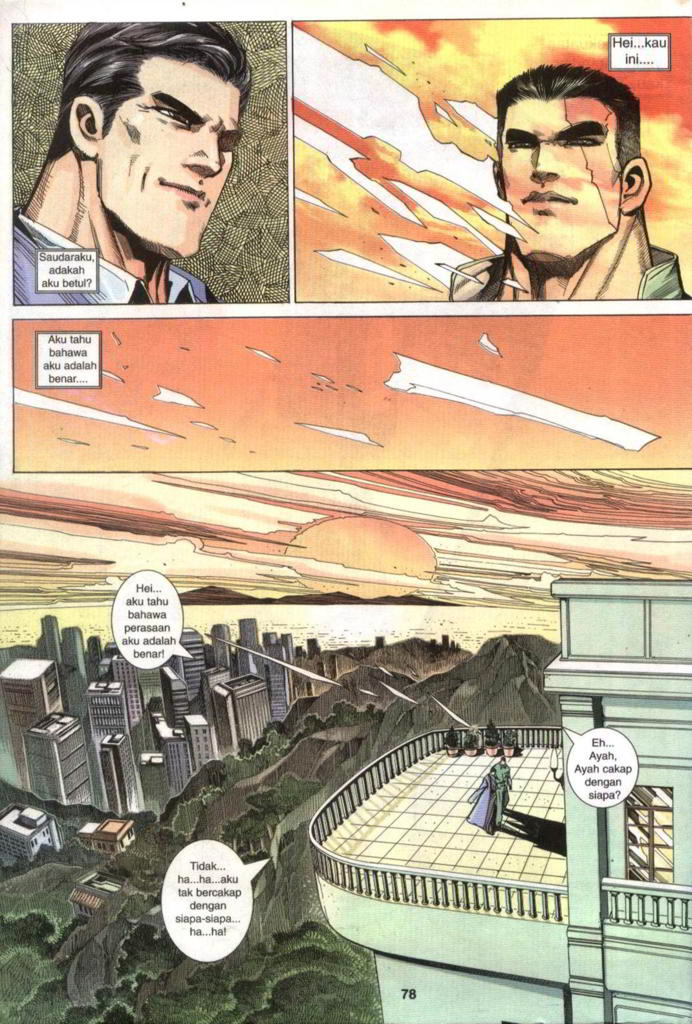 Saudaraku,
adakah
aku betul?
Hei...kau
ini....
Aku tahu
bahawa
aku adalah
benar....
Hei...
aku tahu
bahawa
perasaan
aku adalah
benar!
Eh...
Ayah,
Ayah cakap
dengan
siapa?
Tidak...
ha...ha...aku
tak bercakap
dengan
siapa-siapa...
ha...ha!
78